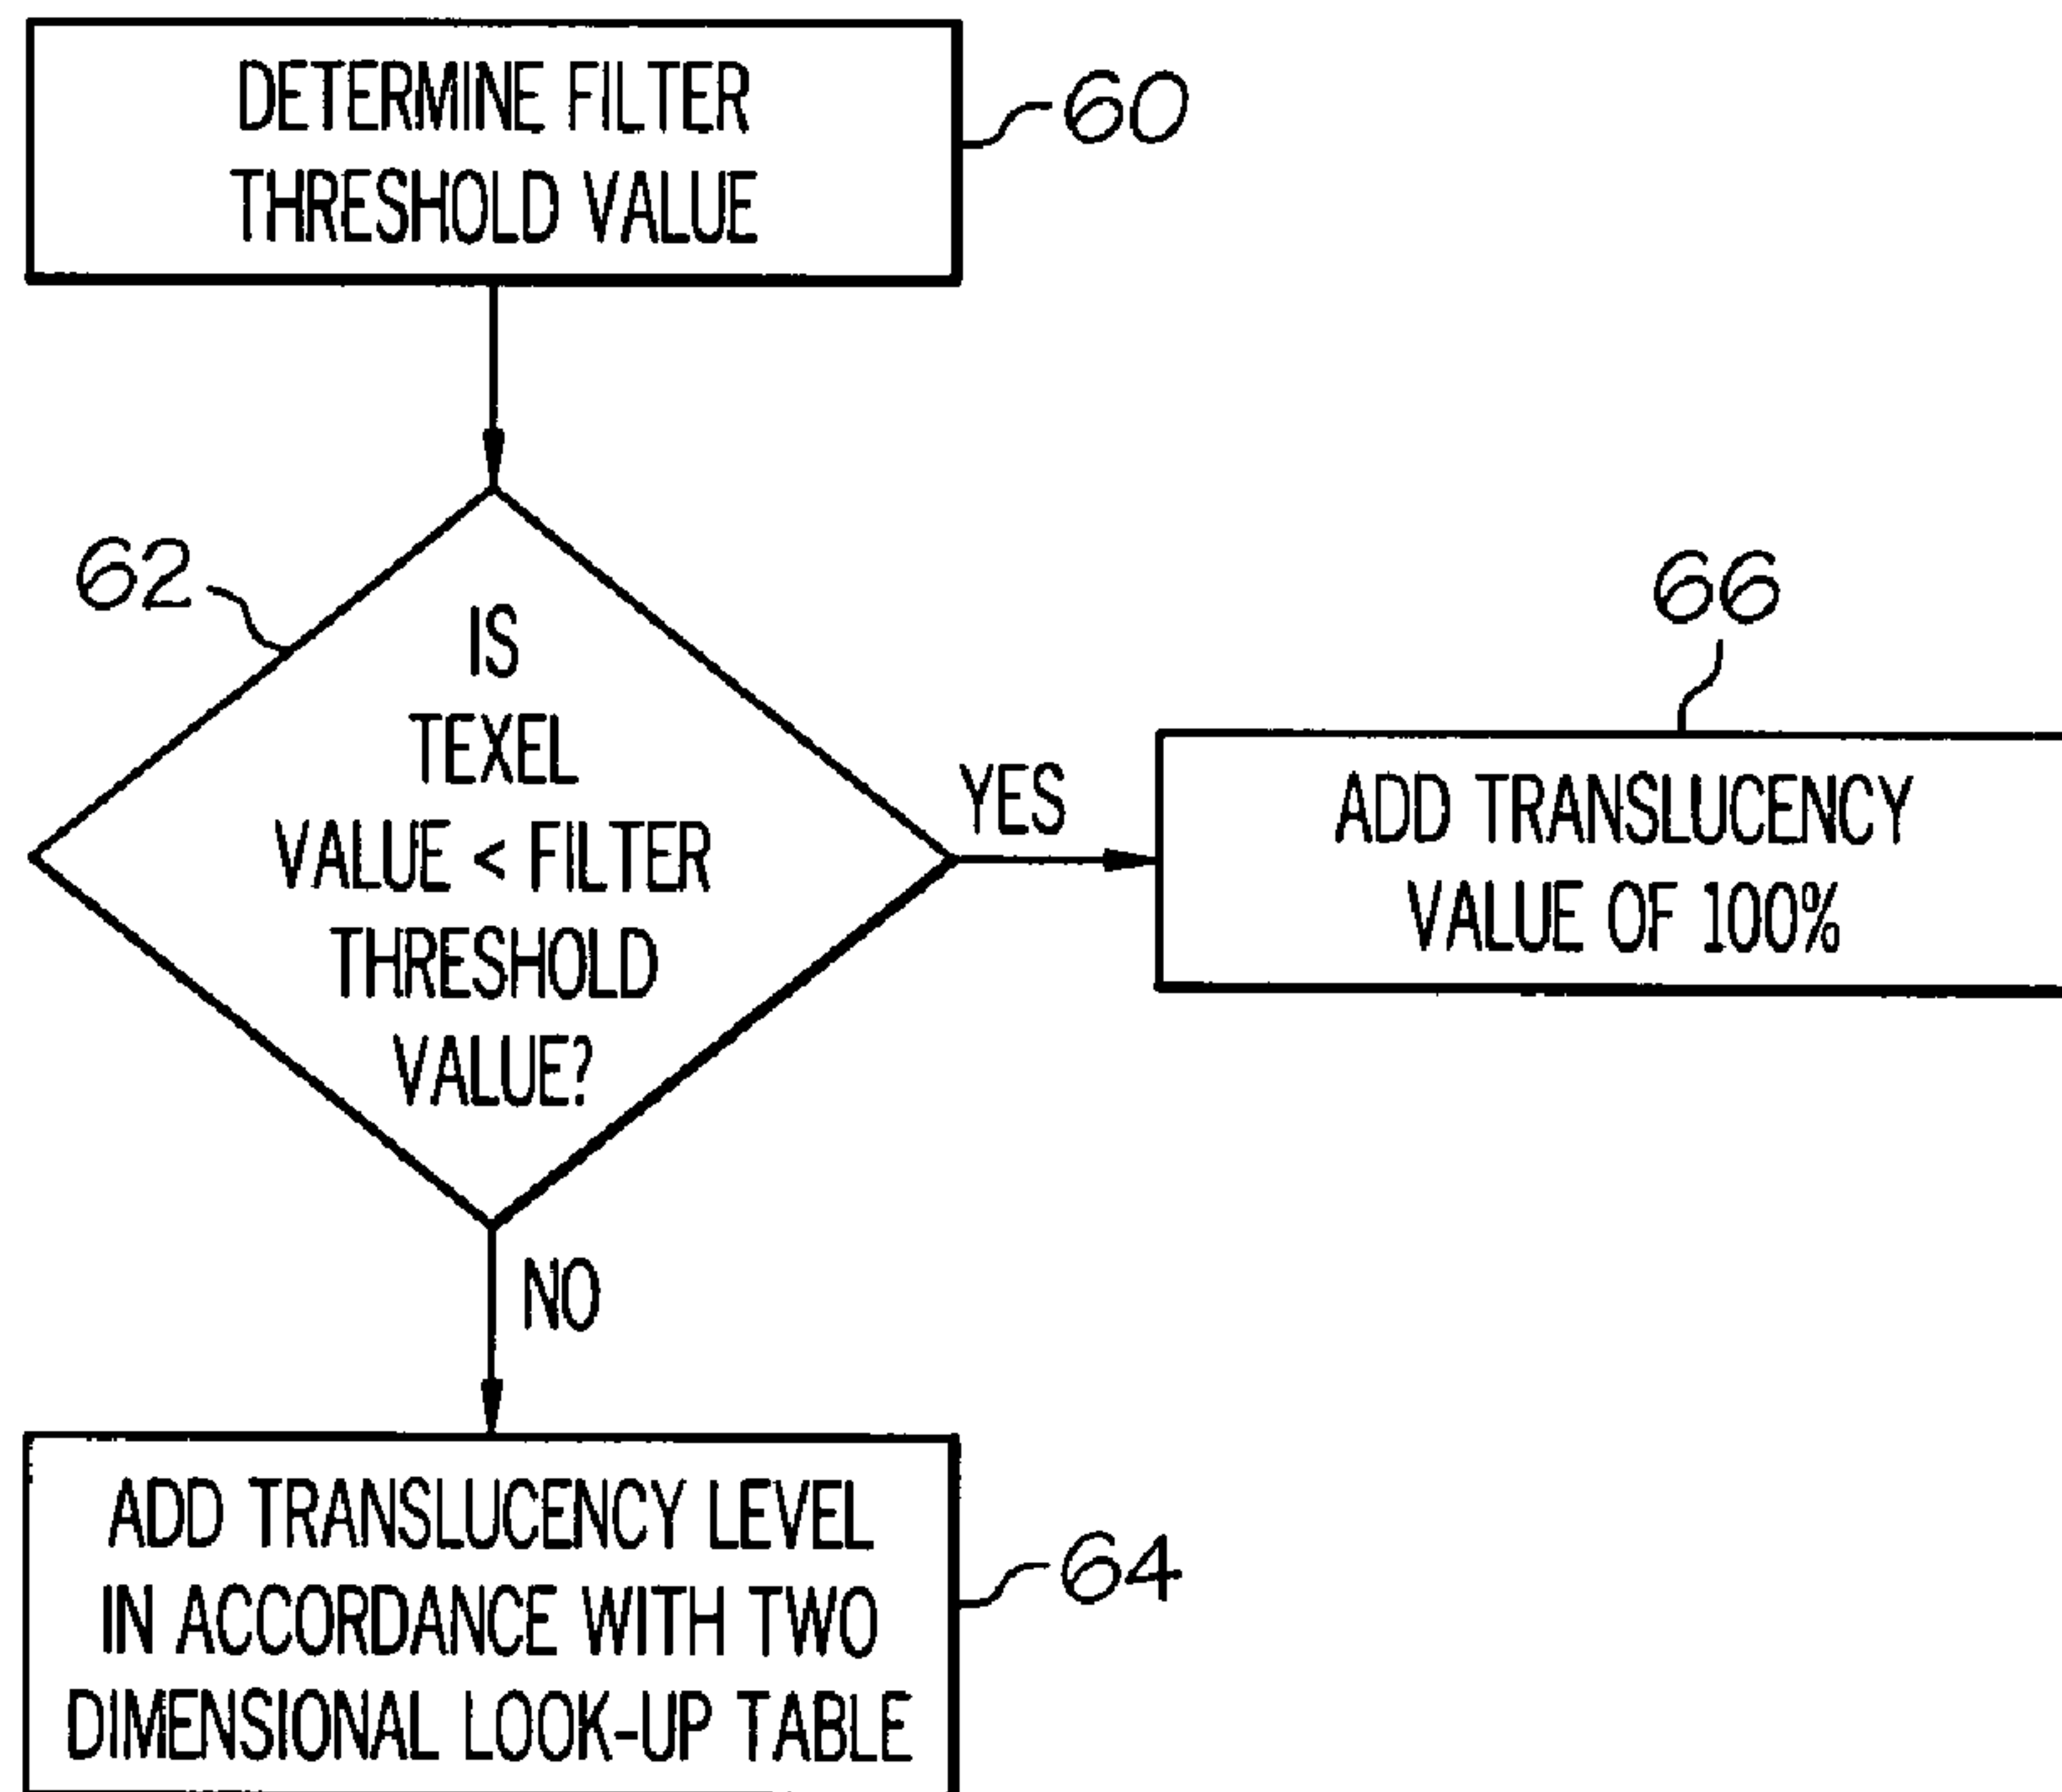 DETERMINE FILTER
THRESHOLD VALUE
60
62
IS
TEXEL
VALUE < FILTER
THRESHOLD
VALUE?
YES
66
ADD TRANSLUCENCY
VALUE OF 100%
NO
ADD TRANSLUCENCY LEVEL
IN ACCORDANCE WITH TWO
DIMENSIONAL LOOK-UP TABLE
64